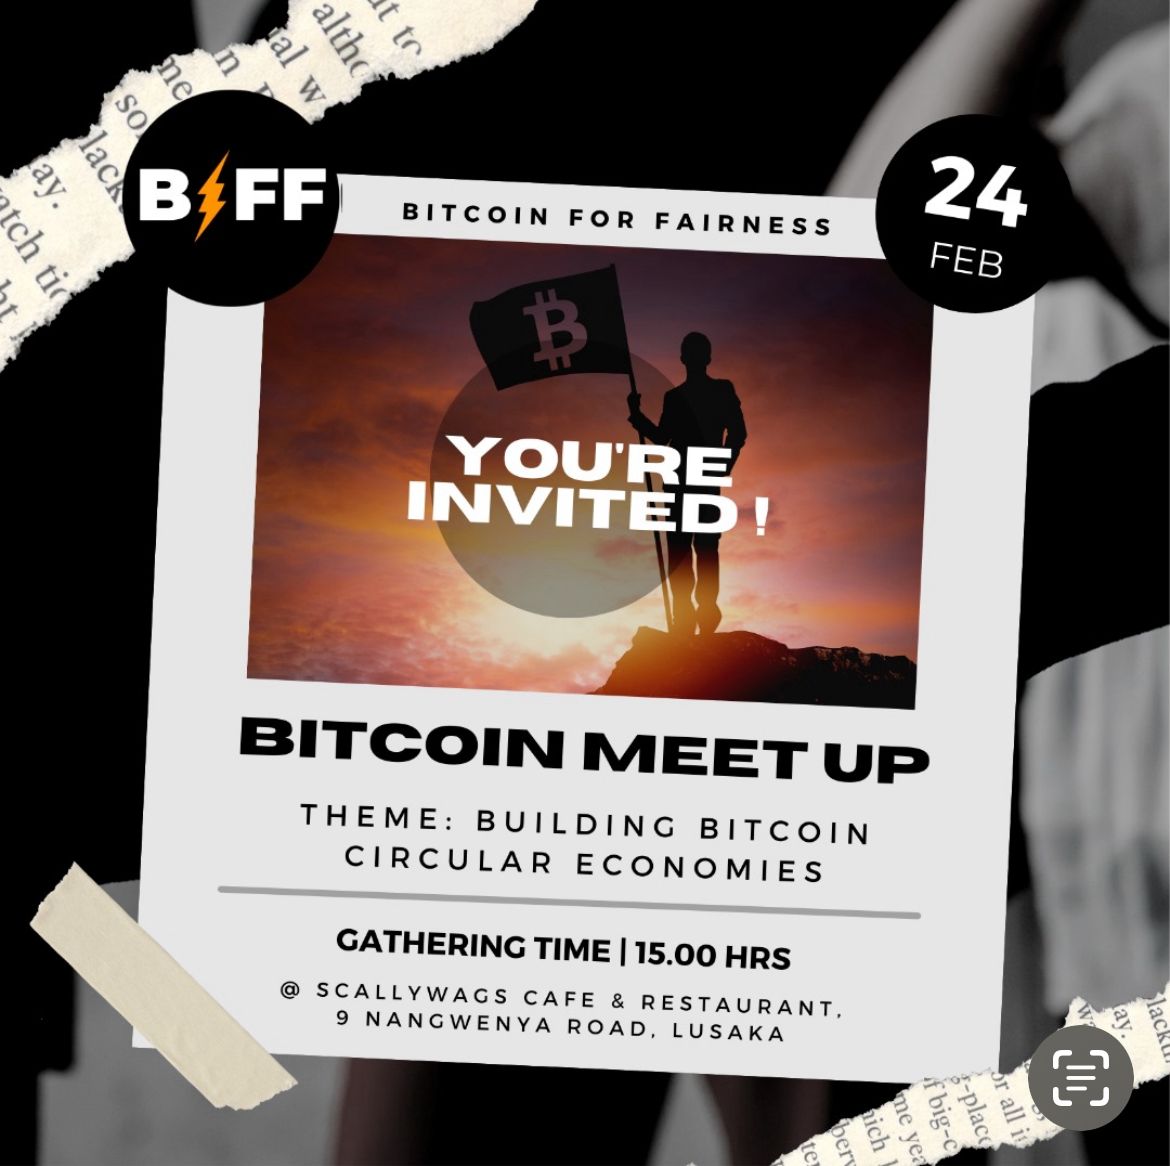 B⚡FF
24
FEB
BITCOIN FOR FAIRNESS
YOU'RE
INVITED !
BITCOIN MEET UP
THEME: BUILDING BITCOIN
CIRCULAR ECONOMIES
GATHERING TIME | 15.00 HRS
@ SCALLYWAGS CAFE & RESTAURANT,
9 NANGWENYA ROAD, LUSAKA